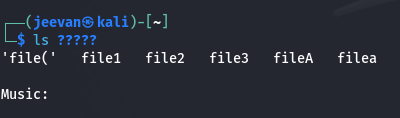 ┌──(jeevan㉿kali)-[~]
└─$ ls ?????
'file(' file1 file2 file3 fileA filea
Music: